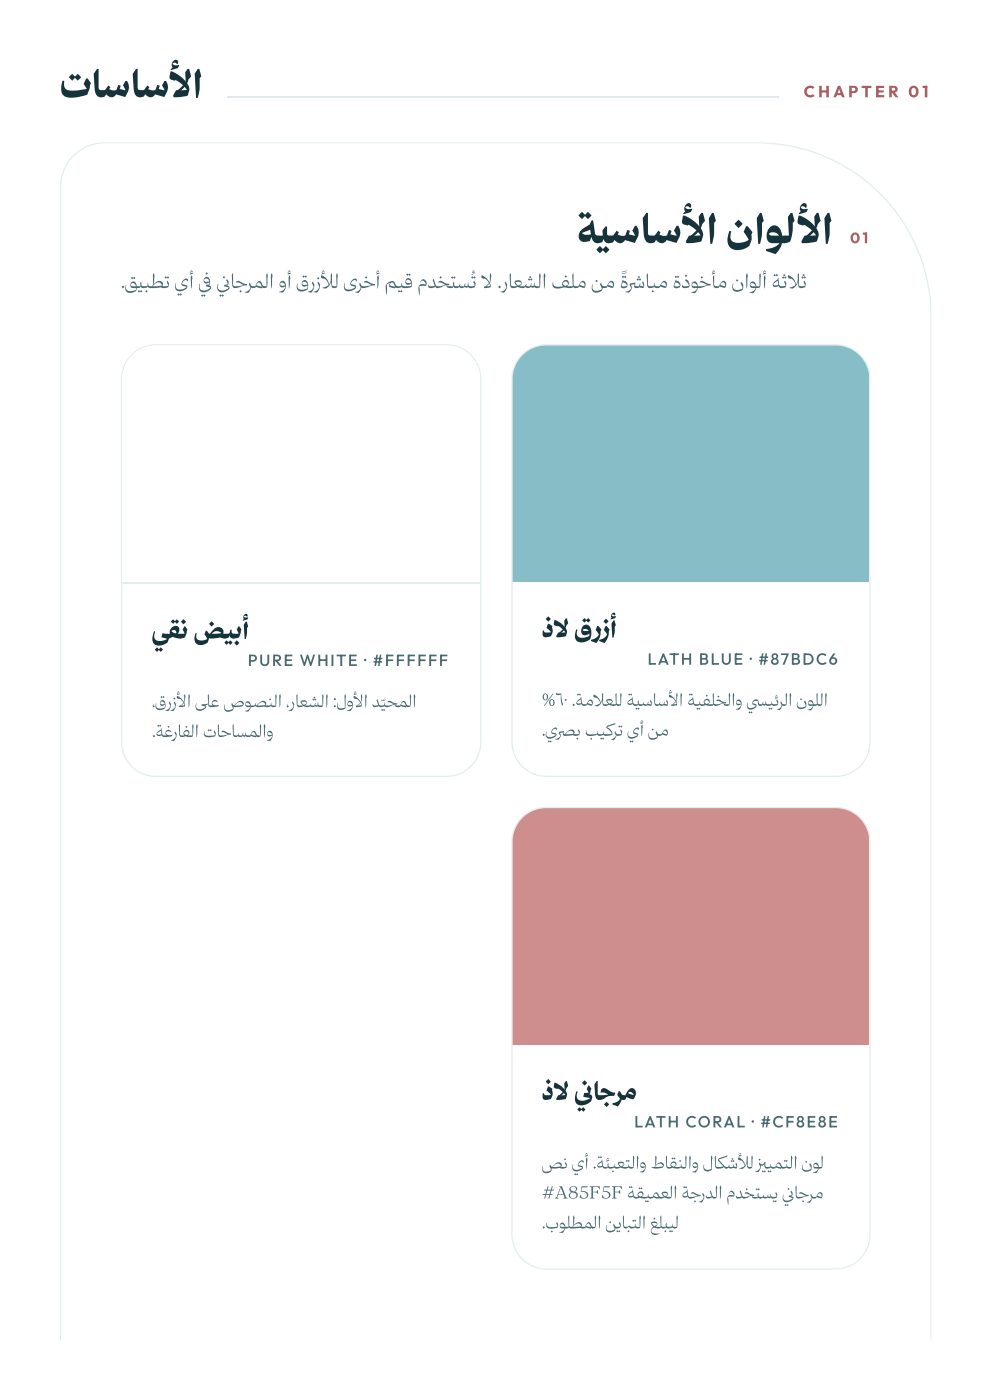 CHAPTER 01
الأساسات
01
الألوان الأساسية
ثلاثة ألوان مأخوذة مباشرةً من ملف الشعار. لا تُستخدم قيم أخرى للأزرق أو المرجاني في أي تطبيق.
أزرق لاذ
LATH BLUE · #87BDC6
اللون الرئيسي والخلفية الأساسية للعلامة. ٦٠%
من أي تركيب بصري.
أبيض نقي
PURE WHITE · #FFFFFF
المحيّد الأول: الشعار، النصوص على الأزرق،
والمساحات الفارغة.
مرجاني لاذ
LATH CORAL · #CF8E8E
لون التمييز للأشكال والنقاط والتعبئة. أي نص
مرجاني يستخدم الدرجة العميقة #A85F5F
ليبلغ التباين المطلوب.